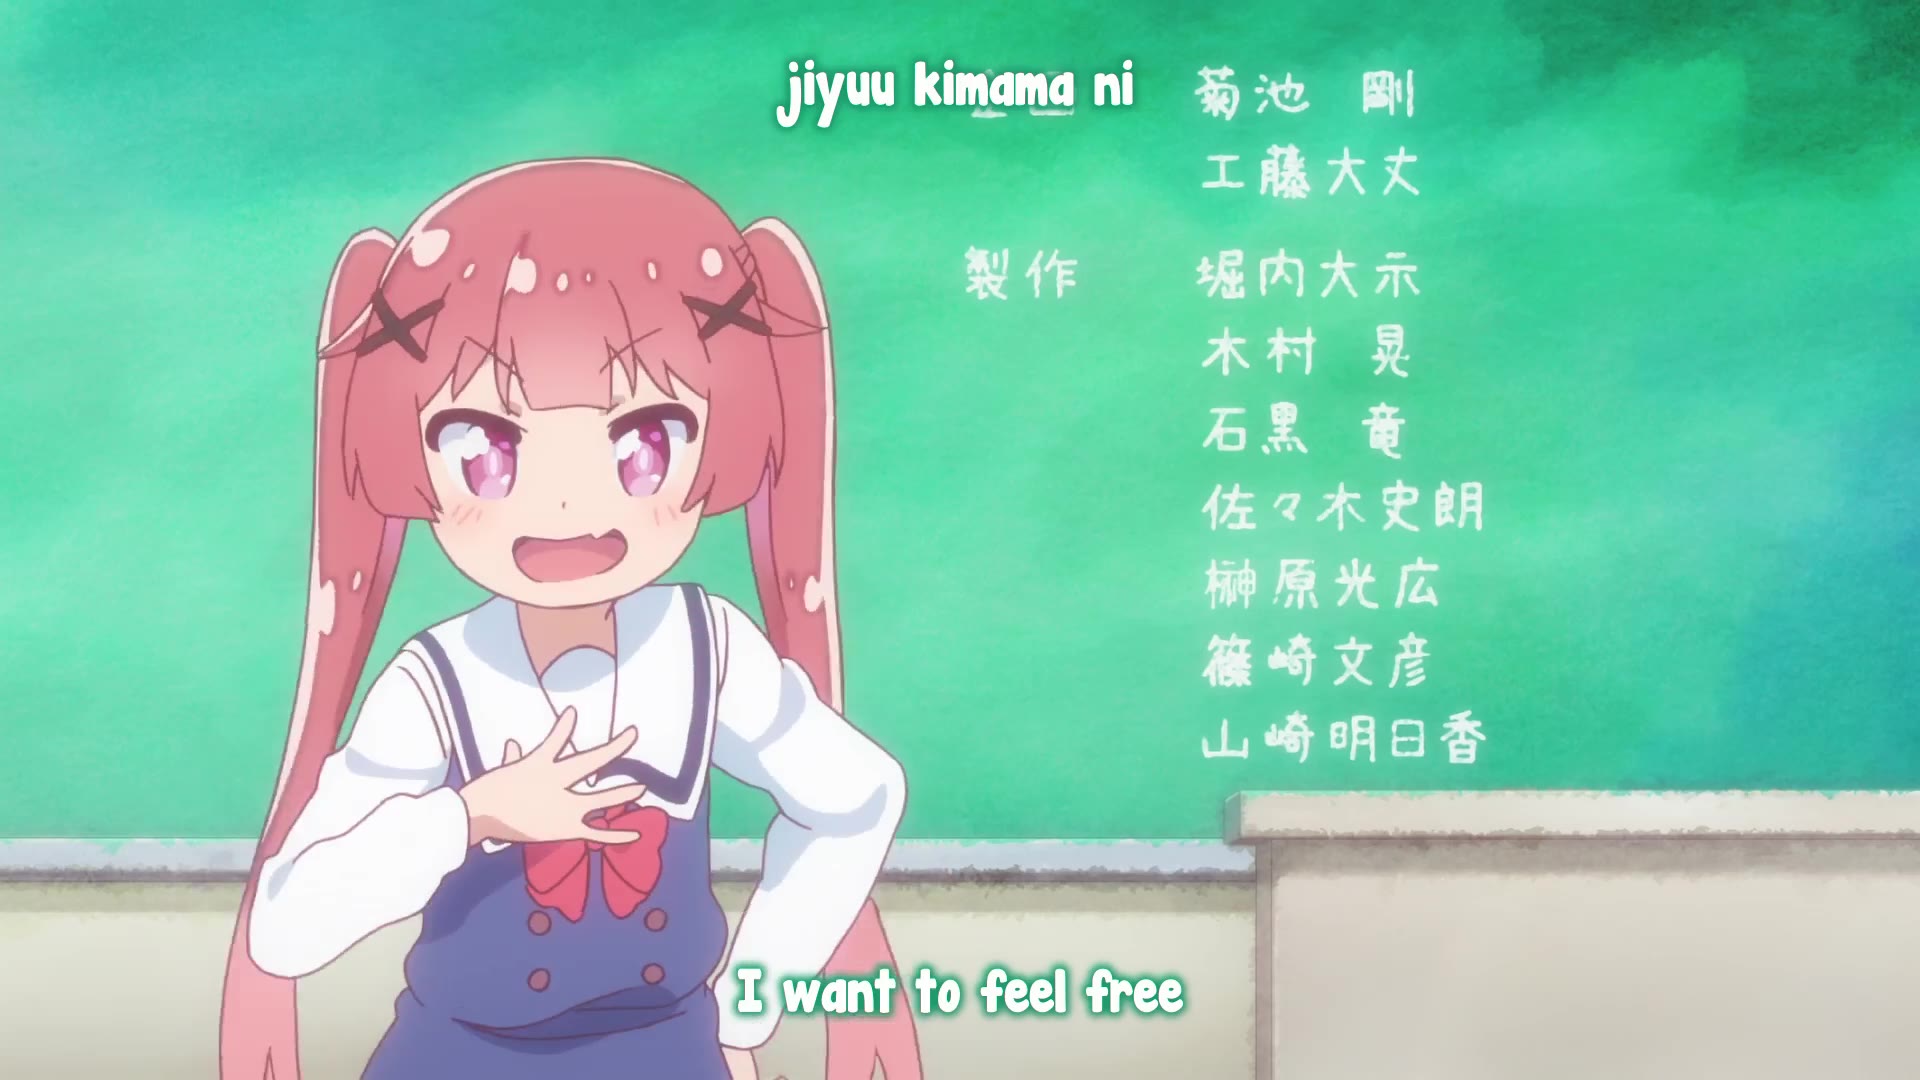 jiyuu kimama ni
菊池 剛
工藤大丈
製作 堀内大示
木村 晃
石黒 竜
佐々木史朗
榊原光広
篠崎文彦
山崎明日香
I want to feel free